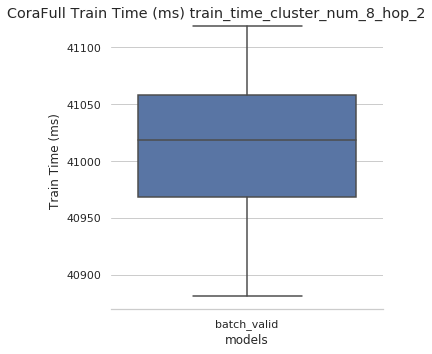 CoraFull Train Time (ms) train_time_cluster_num_8_hop_2
41100
41050
41000
40950
40900
Train Time (ms)
batch_valid
models